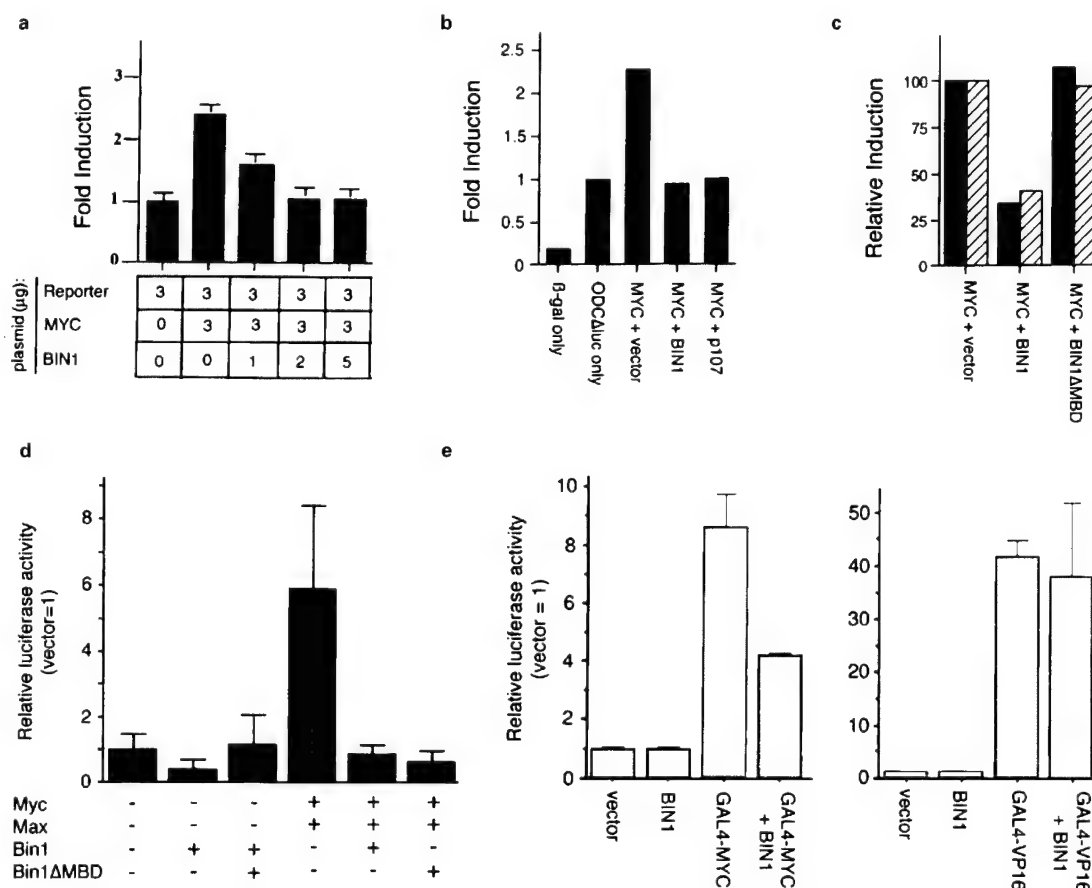 a
Fold Induction
3
2
1
0
plasmid (µg):
Reporter 3 3 3 3 3
MYC 0 3 3 3 3
BIN1 0 0 1 2 5
b
Fold Induction
2.5
2
1.5
1
0.5
0
ß-gal only
ODCΔluc only
MYC + vector
MYC + BIN1
MYC + p107
c
Relative Induction
100
75
50
25
0
MYC + vector
MYC + BIN1
MYC + BIN1ΔMBD
d
Relative luciferase activity
(vector=1)
8
6
4
2
0
Myc - - - + + +
Max - - - + + +
Bin1 - + + - + -
Bin1ΔMBD - - + - - +
e
Relative luciferase activity
(vector = 1)
10
8
6
4
2
0
vector
BIN1
GAL4-MYC
GAL4-MYC
+ BIN1
50
40
30
20
10
0
vector
BIN1
GAL4-VP16
GAL4-VP16
+ BIN1